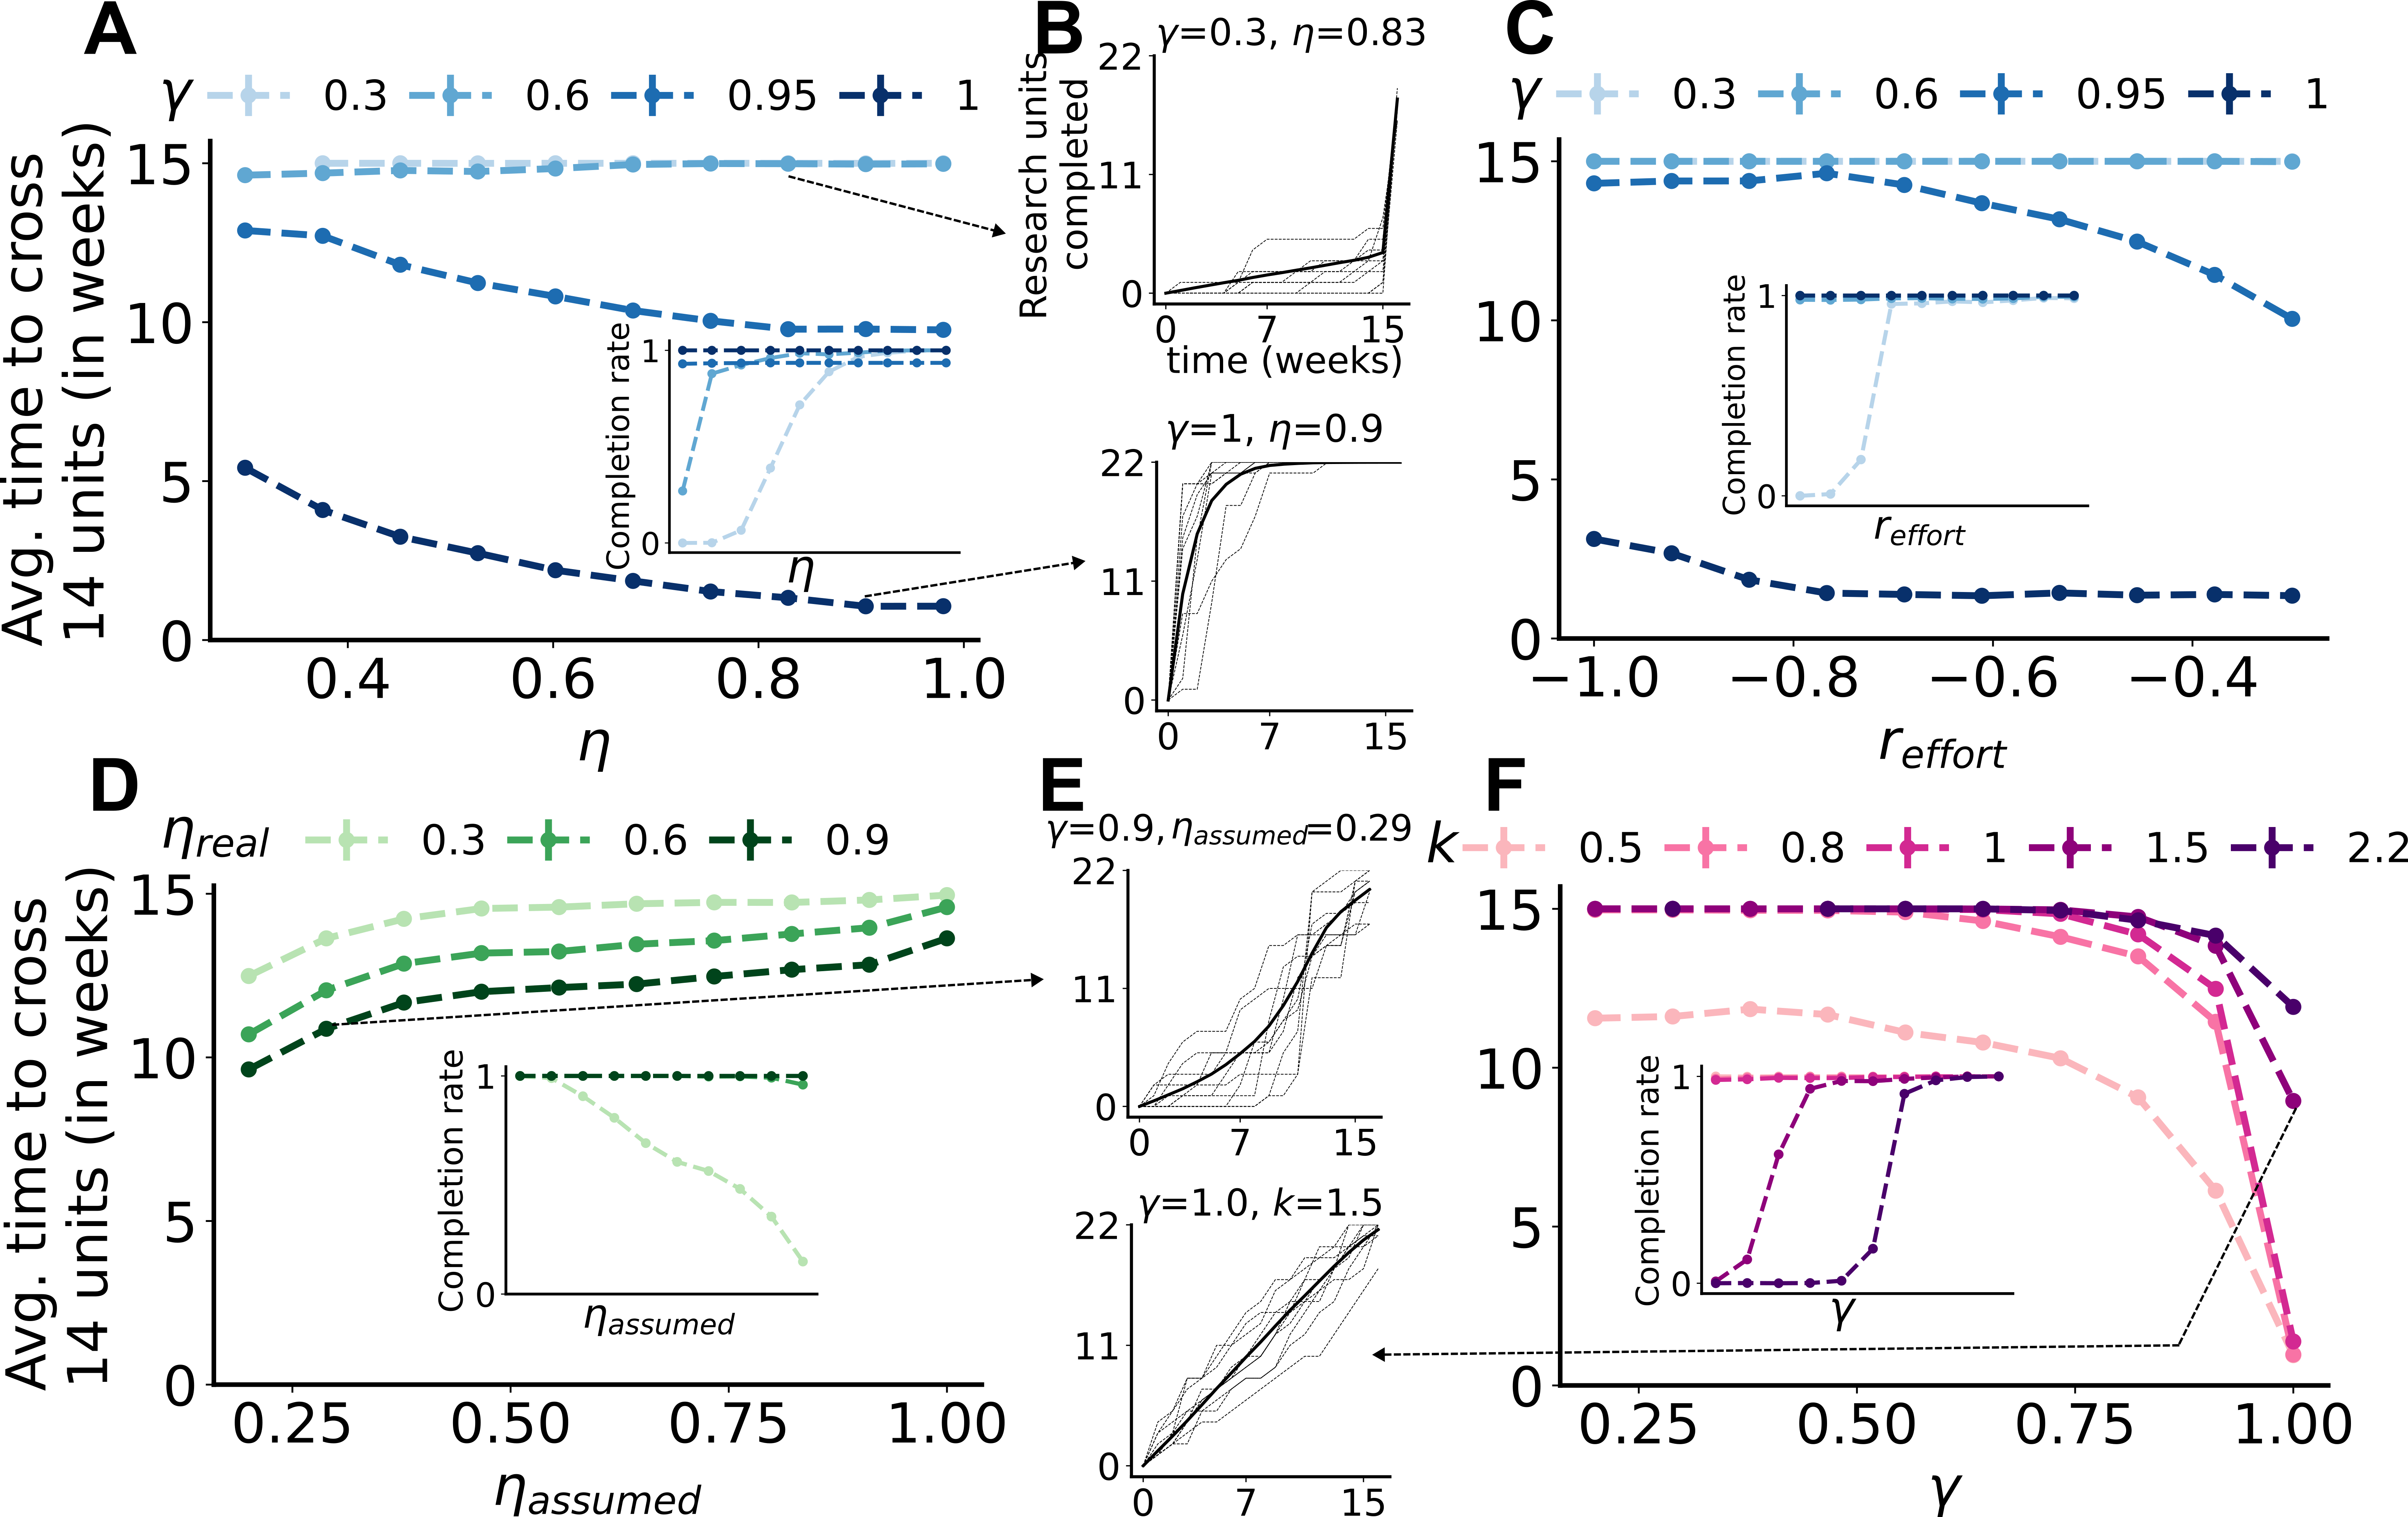 A
γ 0.3 0.6 0.95 1
Avg. time to cross
14 units (in weeks)
15
10
5
0
0.4 0.6 0.8 1.0
η
Completion rate
1
0
η
B
γ=0.3, η=0.83
Research units
completed
22
11
0
0 7 15
time (weeks)
γ=1, η=0.9
22
11
0
0 7 15
C
γ 0.3 0.6 0.95 1
15
10
5
0
−1.0 −0.8 −0.6 −0.4
r_effort
Completion rate
1
0
r_effort
D
η_real 0.3 0.6 0.9
Avg. time to cross
14 units (in weeks)
15
10
5
0
0.25 0.50 0.75 1.00
η_assumed
Completion rate
1
0
η_assumed
E
γ=0.9, η_assumed=0.29
22
11
0
0 7 15
γ=1.0, k=1.5
22
11
0
0 7 15
F
k 0.5 0.8 1 1.5 2.2
15
10
5
0
0.25 0.50 0.75 1.00
γ
Completion rate
1
0
γ